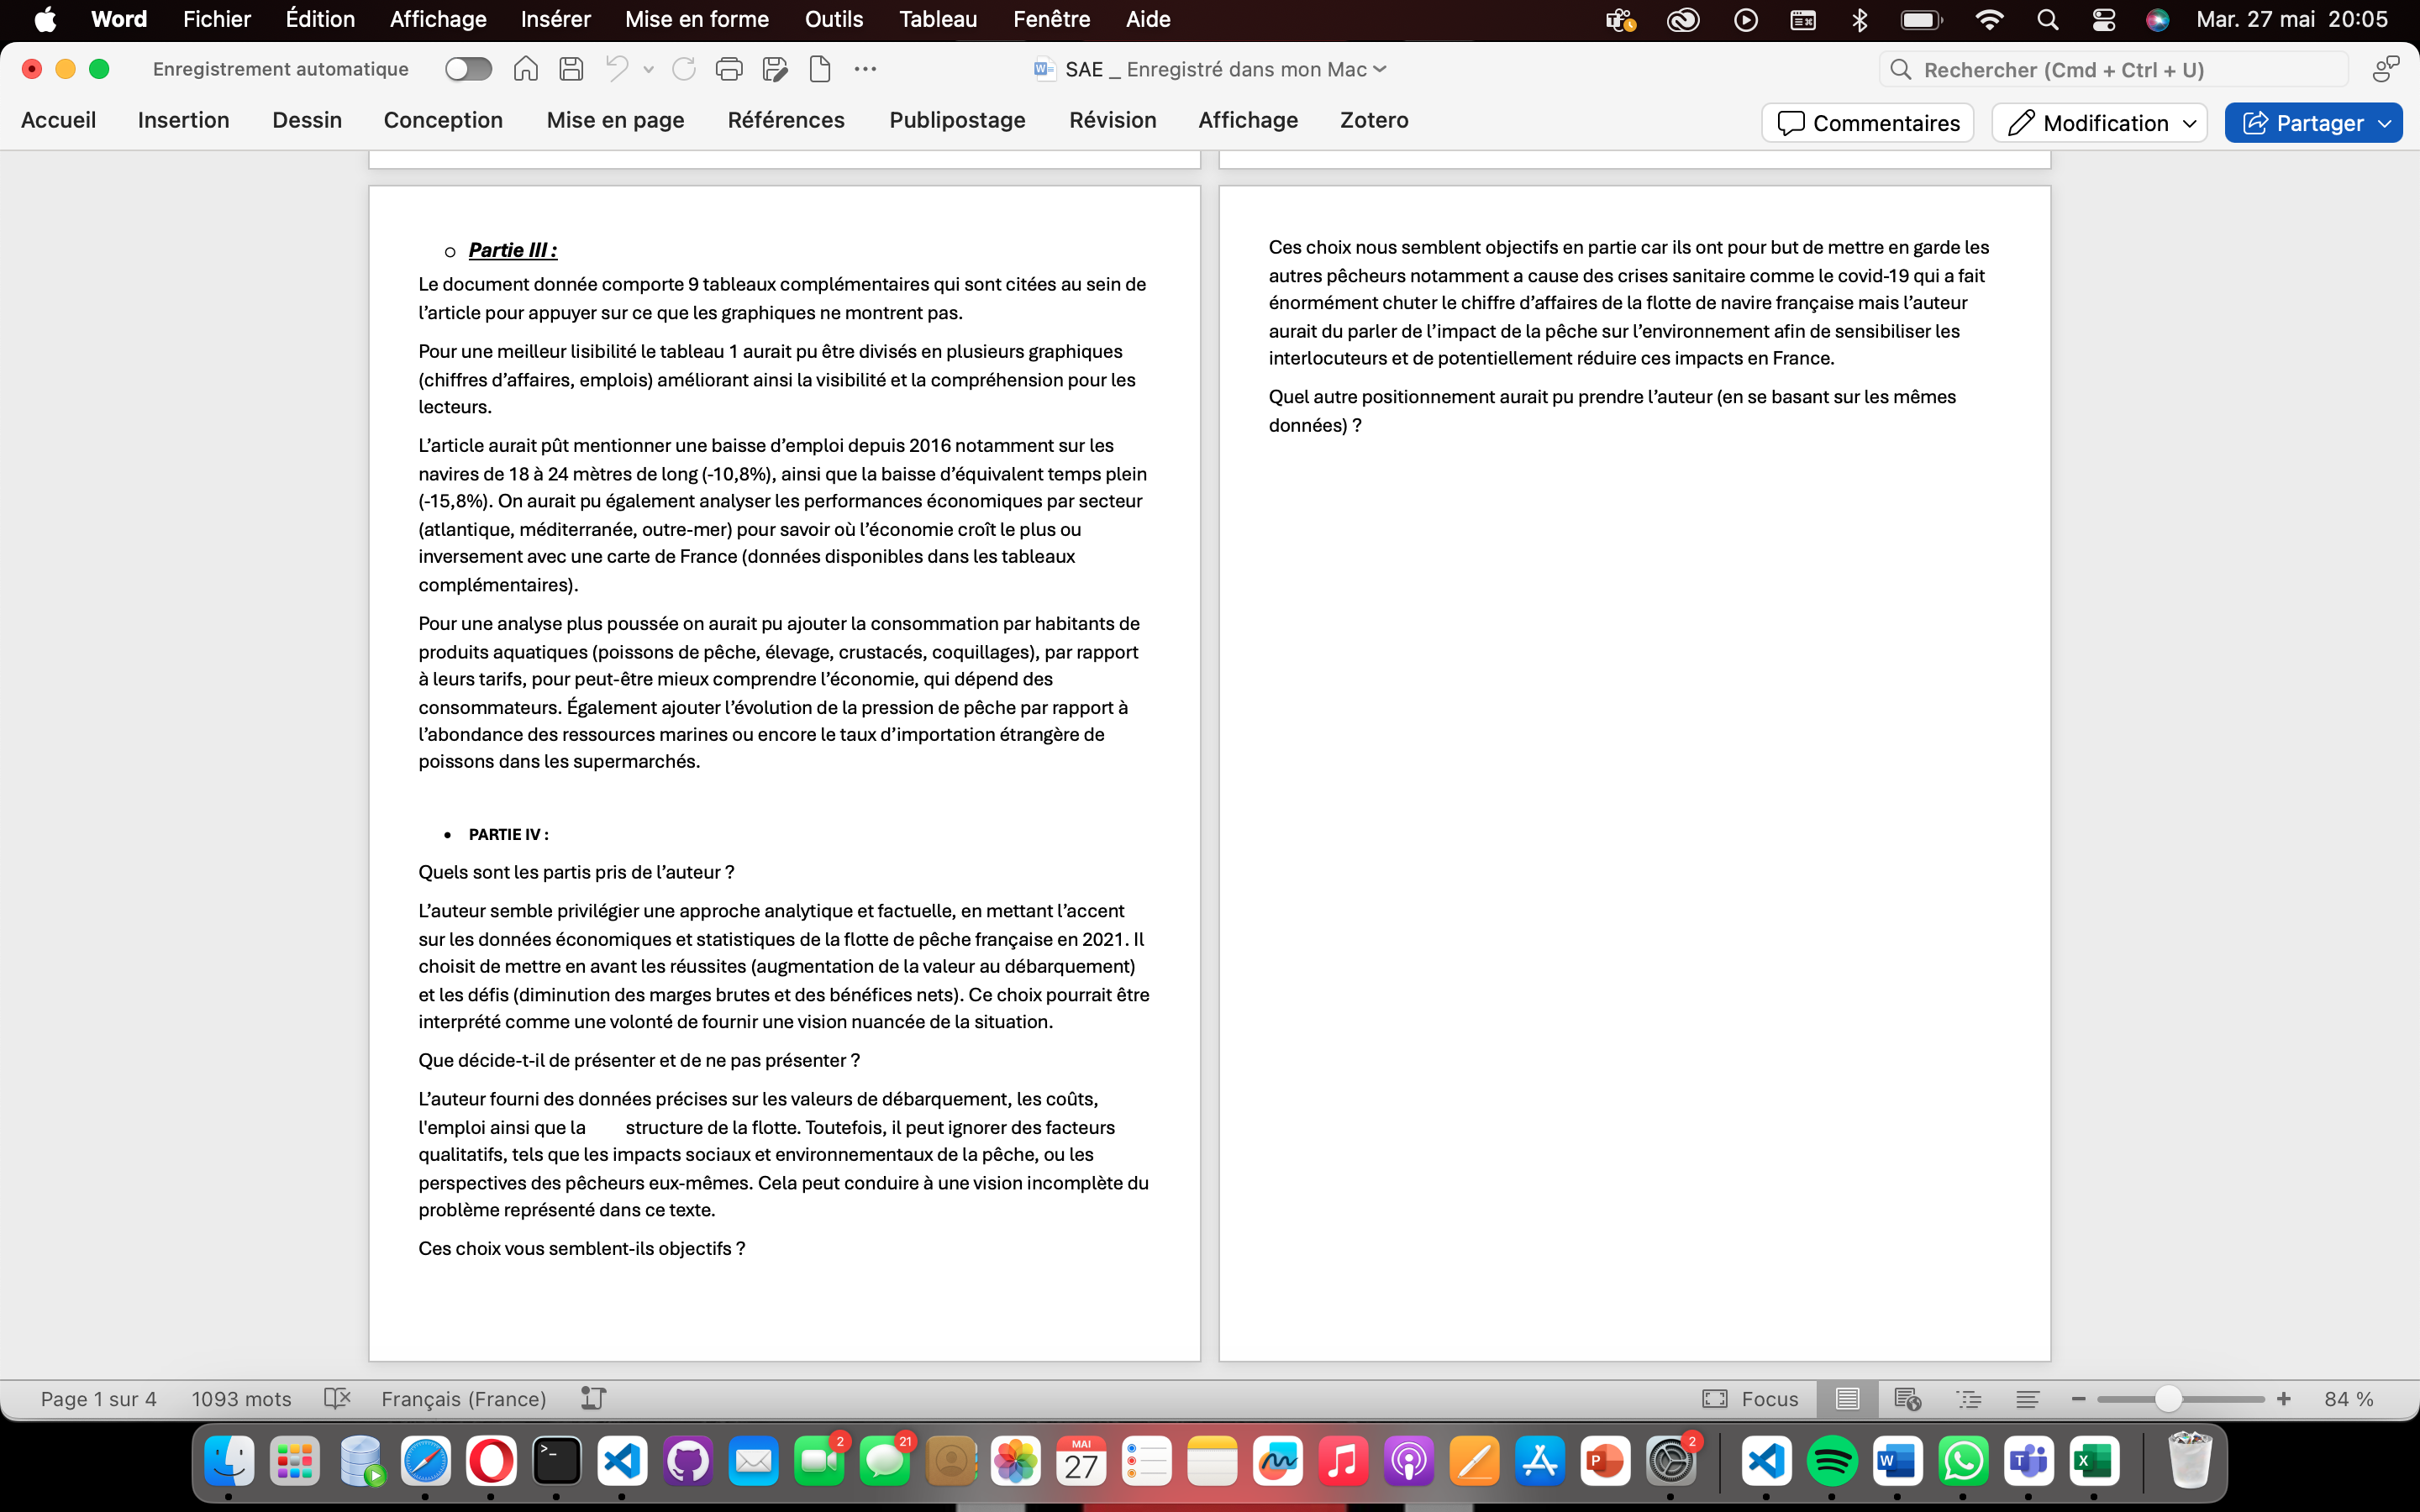 Word Fichier Édition Affichage Insérer Mise en forme Outils Tableau Fenêtre Aide Mar. 27 mai 20:05
Enregistrement automatique SAE _ Enregistré dans mon Mac Rechercher (Cmd + Ctrl + U)
Accueil Insertion Dessin Conception Mise en page Références Publipostage Révision Affichage Zotero Commentaires Modification Partager
o Partie III :
Le document donnée comporte 9 tableaux complémentaires qui sont citées au sein de
l’article pour appuyer sur ce que les graphiques ne montrent pas.
Pour une meilleur lisibilité le tableau 1 aurait pu être divisés en plusieurs graphiques
(chiffres d’affaires, emplois) améliorant ainsi la visibilité et la compréhension pour les
lecteurs.
L’article aurait pût mentionner une baisse d’emploi depuis 2016 notamment sur les
navires de 18 à 24 mètres de long (-10,8%), ainsi que la baisse d’équivalent temps plein
(-15,8%). On aurait pu également analyser les performances économiques par secteur
(atlantique, méditerranée, outre-mer) pour savoir où l’économie croît le plus ou
inversement avec une carte de France (données disponibles dans les tableaux
complémentaires).
Pour une analyse plus poussée on aurait pu ajouter la consommation par habitants de
produits aquatiques (poissons de pêche, élevage, crustacés, coquillages), par rapport
à leurs tarifs, pour peut-être mieux comprendre l’économie, qui dépend des
consommateurs. Également ajouter l’évolution de la pression de pêche par rapport à
l’abondance des ressources marines ou encore le taux d’importation étrangère de
poissons dans les supermarchés.
• PARTIE IV :
Quels sont les partis pris de l’auteur ?
L’auteur semble privilégier une approche analytique et factuelle, en mettant l’accent
sur les données économiques et statistiques de la flotte de pêche française en 2021. Il
choisit de mettre en avant les réussites (augmentation de la valeur au débarquement)
et les défis (diminution des marges brutes et des bénéfices nets). Ce choix pourrait être
interprété comme une volonté de fournir une vision nuancée de la situation.
Que décide-t-il de présenter et de ne pas présenter ?
L’auteur fourni des données précises sur les valeurs de débarquement, les coûts,
l'emploi ainsi que la structure de la flotte. Toutefois, il peut ignorer des facteurs
qualitatifs, tels que les impacts sociaux et environnementaux de la pêche, ou les
perspectives des pêcheurs eux-mêmes. Cela peut conduire à une vision incomplète du
problème représenté dans ce texte.
Ces choix vous semblent-ils objectifs ?
Ces choix nous semblent objectifs en partie car ils ont pour but de mettre en garde les
autres pêcheurs notamment a cause des crises sanitaire comme le covid-19 qui a fait
énormément chuter le chiffre d’affaires de la flotte de navire française mais l’auteur
aurait du parler de l’impact de la pêche sur l’environnement afin de sensibiliser les
interlocuteurs et de potentiellement réduire ces impacts en France.
Quel autre positionnement aurait pu prendre l’auteur (en se basant sur les mêmes
données) ?
Page 1 sur 4 1093 mots Français (France) Focus 84 %
2 21 MAI 27 2